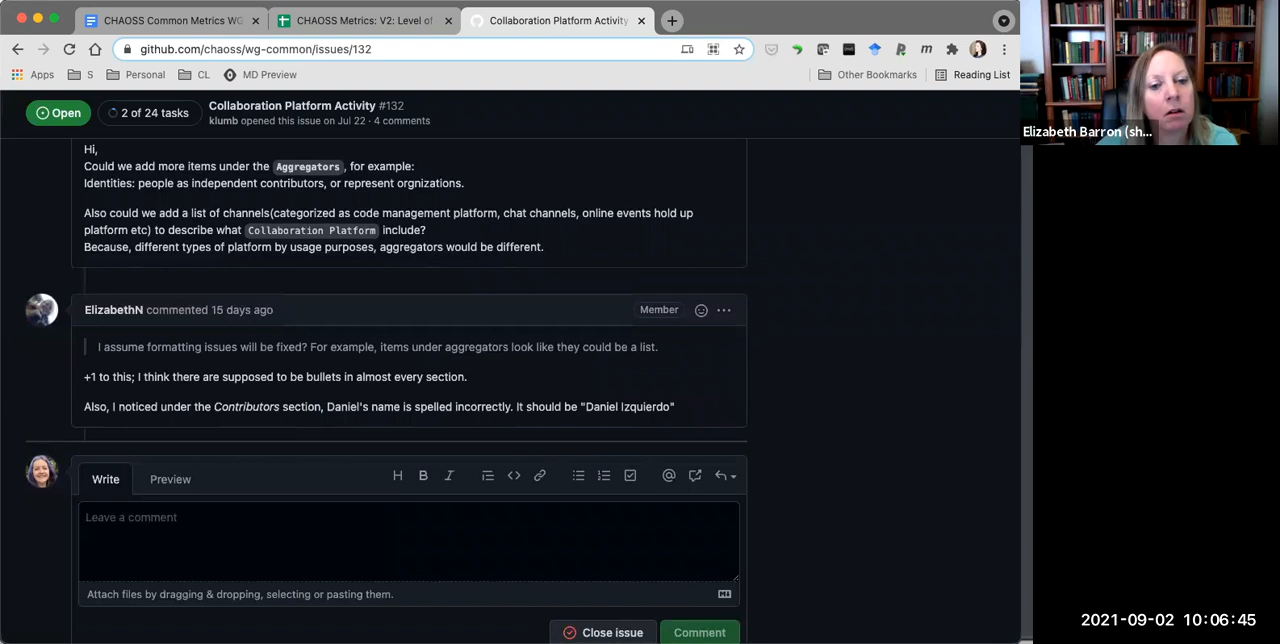 CHAOSS Common Metrics WG
CHAOSS Metrics: V2: Level of
Collaboration Platform Activity
github.com/chaoss/wg-common/issues/132
Apps
S
Personal
CL
MD Preview
Other Bookmarks
Reading List
Open
2 of 24 tasks
Collaboration Platform Activity #132
klumb opened this issue on Jul 22 · 4 comments
Hi,
Could we add more items under the Aggregators, for example:
Identities: people as independent contributors, or represent orgnizations.
Also could we add a list of channels(categorized as code management platform, chat channels, online events hold up
platform etc) to describe what Collaboration Platform include?
Because, different types of platform by usage purposes, aggregators would be different.
ElizabethN commented 15 days ago
Member
I assume formatting issues will be fixed? For example, items under aggregators look like they could be a list.
+1 to this; I think there are supposed to be bullets in almost every section.
Also, I noticed under the Contributors section, Daniel's name is spelled incorrectly. It should be "Daniel Izquierdo"
Write
Preview
Leave a comment
Attach files by dragging & dropping, selecting or pasting them.
Close issue
Comment
Elizabeth Barron (sh...
2021-09-02 10:06:45